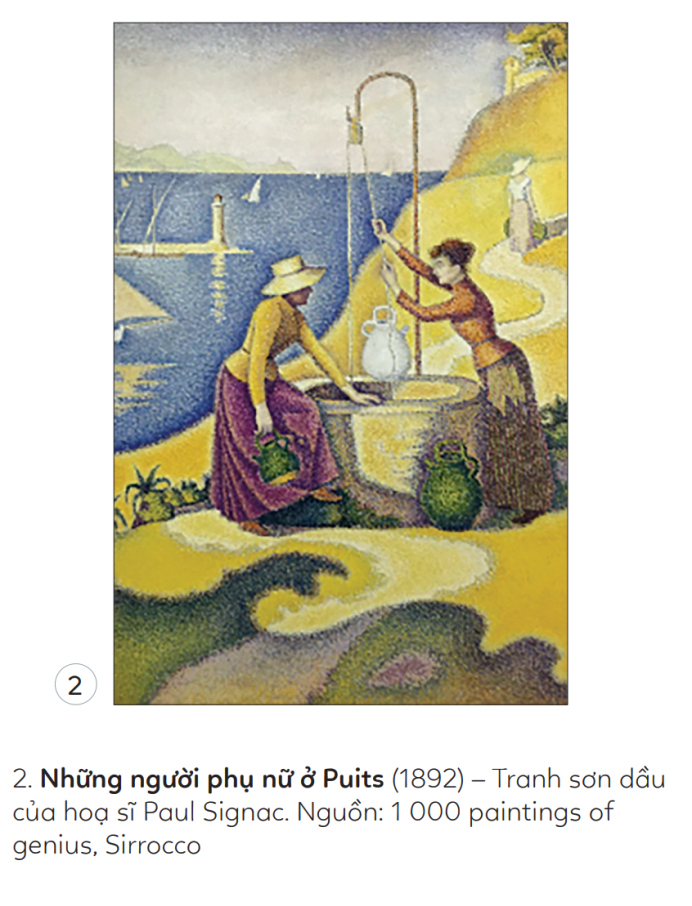 2
2. Những người phụ nữ ở Puits (1892) – Tranh sơn dầu
của hoạ sĩ Paul Signac. Nguồn: 1 000 paintings of
genius, Sirrocco